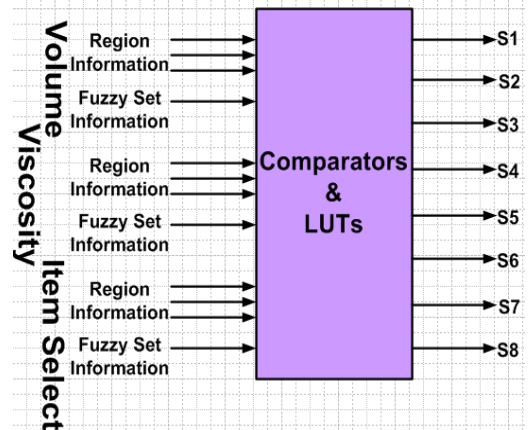 Volume
Region
Information
Fuzzy Set
Information
Viscosity
Region
Information
Fuzzy Set
Information
Item Select
Region
Information
Fuzzy Set
Information
Comparators
&
LUTs
S1
S2
S3
S4
S5
S6
S7
S8